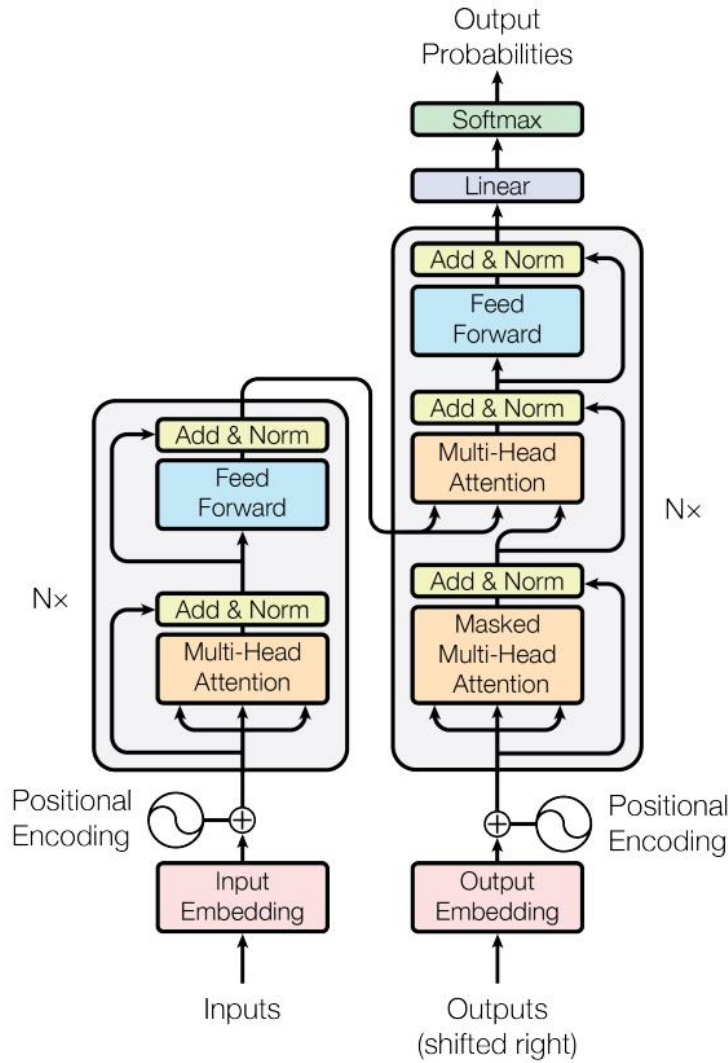 Output
Probabilities
Softmax
Linear
Add & Norm
Feed
Forward
Add & Norm
Multi-Head
Attention
Add & Norm
Masked
Multi-Head
Attention
N×
Add & Norm
Feed
Forward
Add & Norm
Multi-Head
Attention
N×
Positional
Encoding
Positional
Encoding
Input
Embedding
Output
Embedding
Inputs
Outputs
(shifted right)